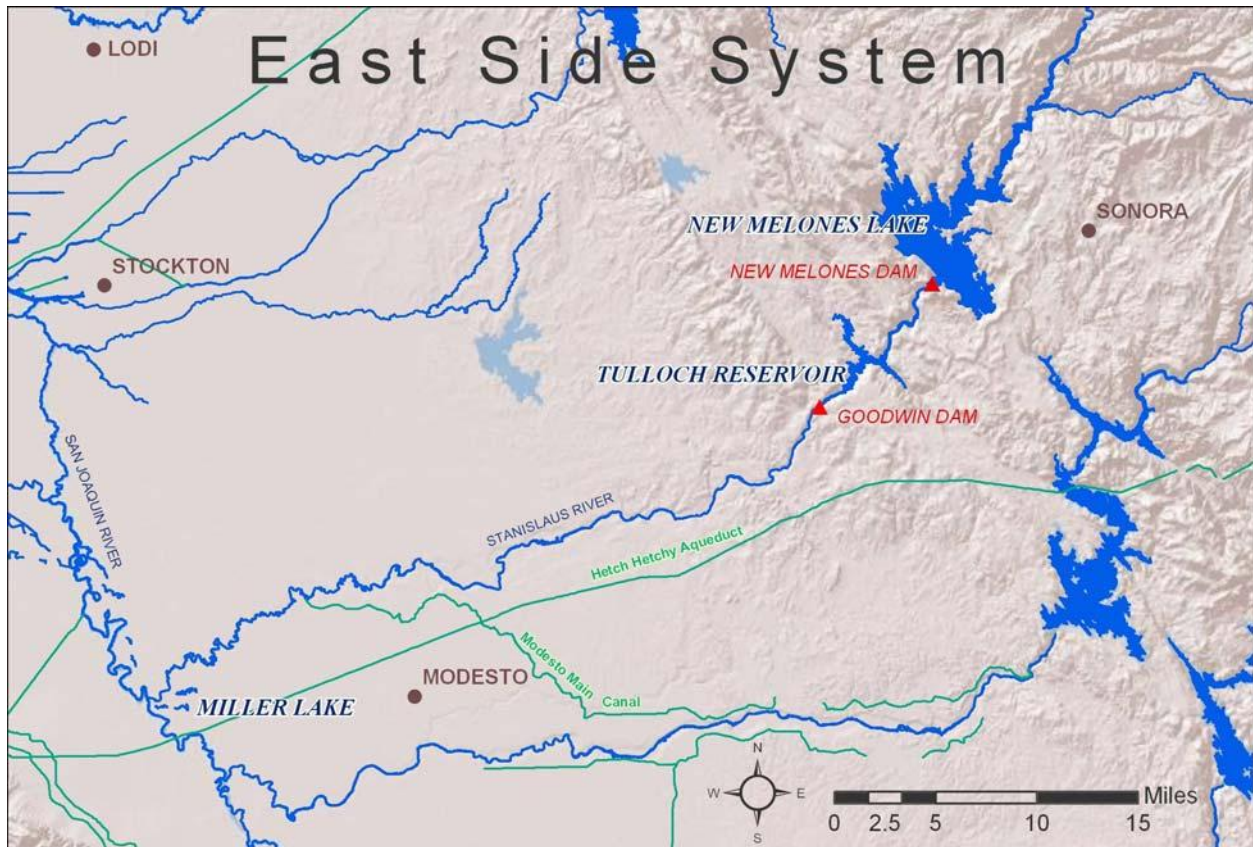 East Side System
LODI
NEW MELONES LAKE
SONORA
STOCKTON
NEW MELONES DAM
TULLOCH RESERVOIR
GOODWIN DAM
SAN JOAQUIN RIVER
STANISLAUS RIVER
Hetch Hetchy Aqueduct
Modesto Main Canal
MODESTO
MILLER LAKE
N
W E
S
Miles
0 2.5 5 10 15